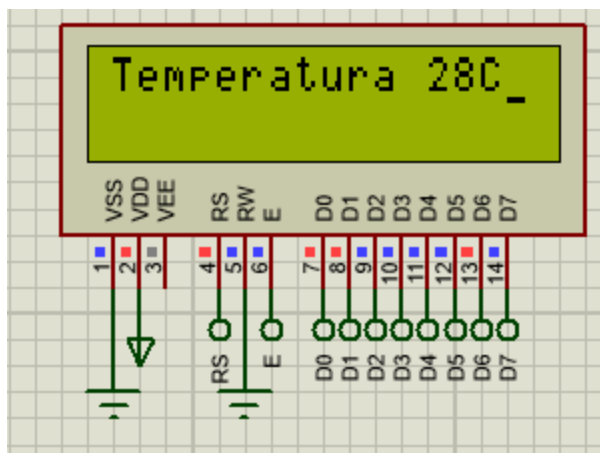 Temperatura 28C_
VSS VDD VEE RS RW E D0 D1 D2 D3 D4 D5 D6 D7
1 2 3 4 5 6 7 8 9 10 11 12 13 14
RS E D0 D1 D2 D3 D4 D5 D6 D7